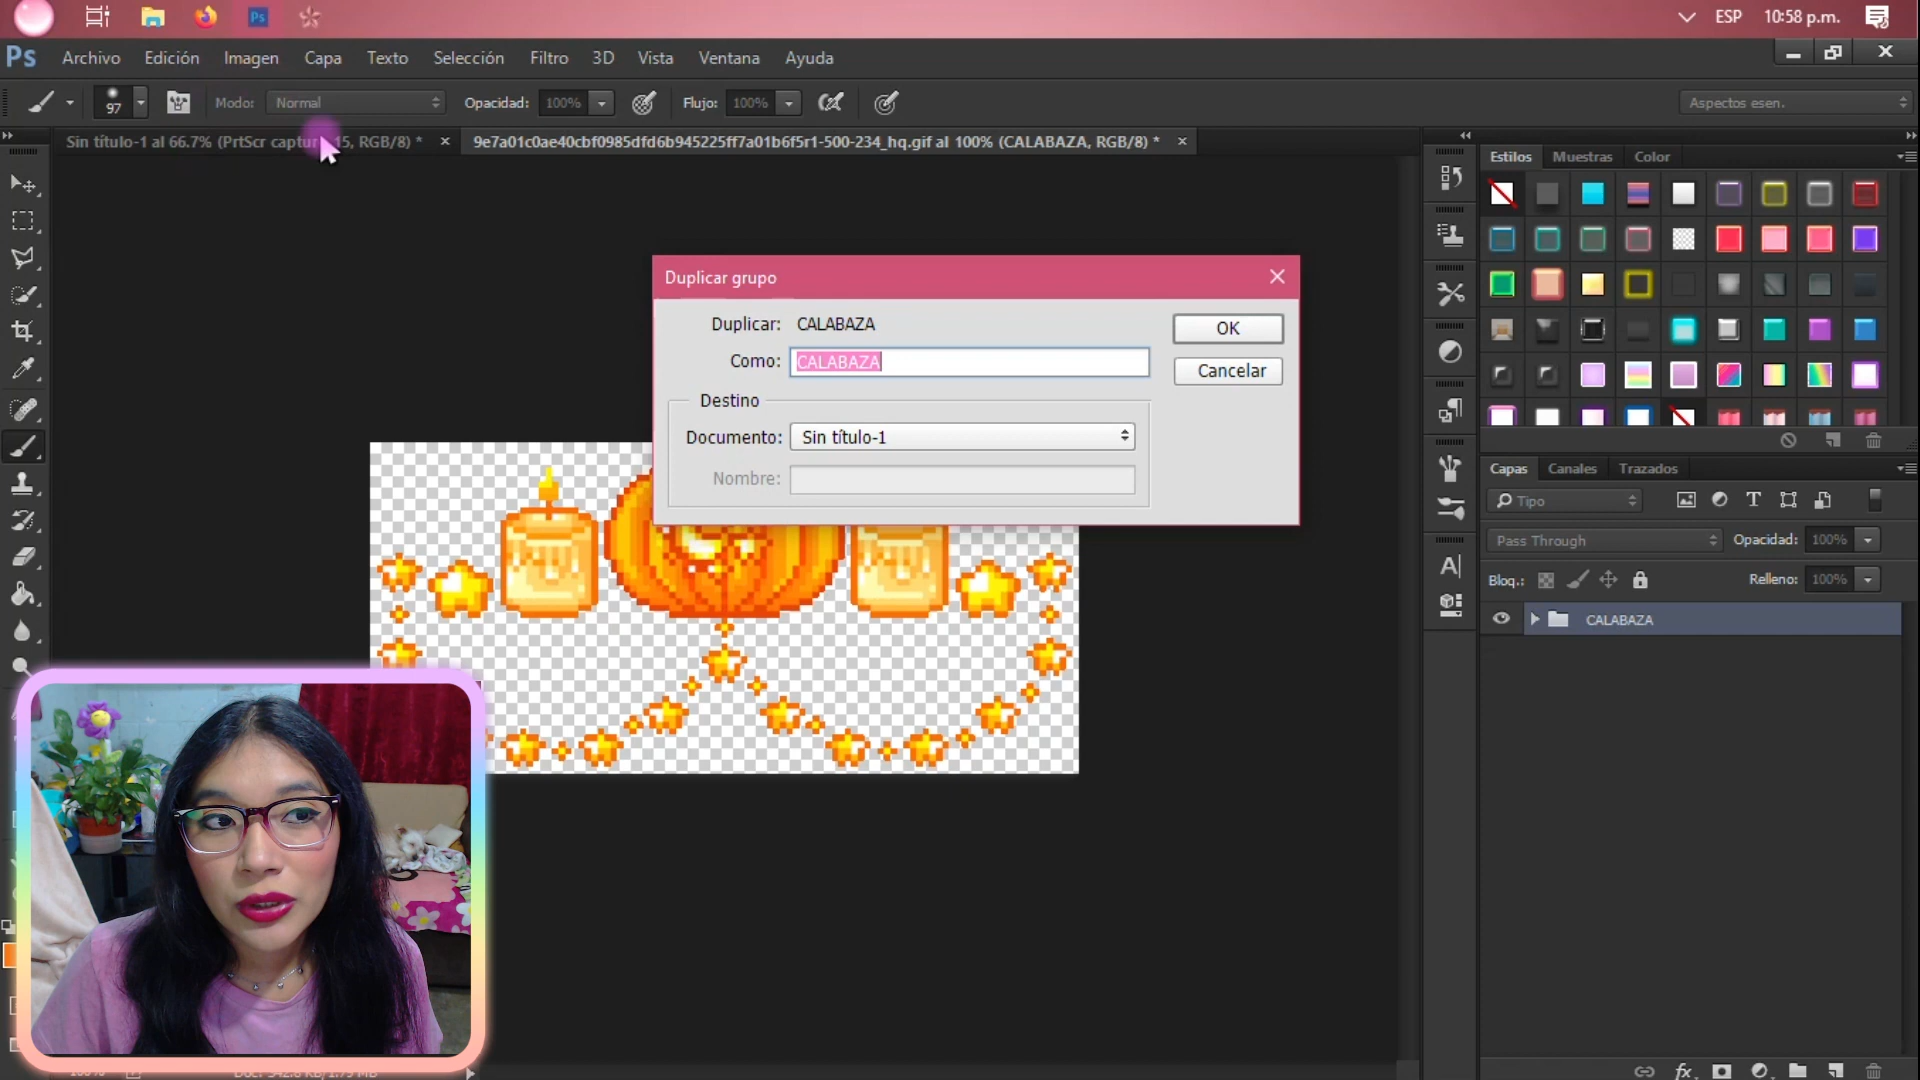 Ps
ESP
10:58 p.m.
Ps
Archivo
Edición
Imagen
Capa
Texto
Selección
Filtro
3D
Vista
Ventana
Ayuda
97
Modo:
Normal
Opacidad:
100%
Flujo:
100%
Aspectos esen.
Sin título-1 al 66.7% (PrtScr captur 15, RGB/8) *
9e7a01c0ae40cbf0985dfd6b945225ff7a01b6f5r1-500-234_hq.gif al 100% (CALABAZA, RGB/8) *
Estilos
Muestras
Color
Duplicar grupo
Duplicar: CALABAZA
Como: CALABAZA
Destino
Documento: Sin título-1
Nombre:
OK
Cancelar
Capas
Canales
Trazados
Tipo
Pass Through
Opacidad:
100%
Bloq.:
Relleno:
100%
CALABAZA
fx